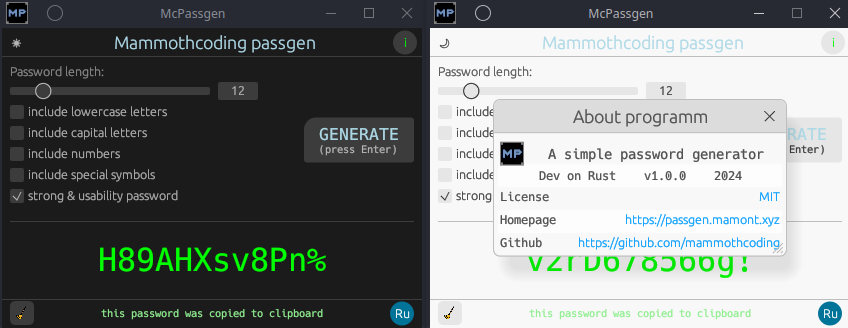 MP
McPassgen
Mammothcoding passgen
i
Password length:
12
include lowercase letters
include capital letters
include numbers
include special symbols
strong & usability password
GENERATE
(press Enter)
H89AHXsv8Pn%
this password was copied to clipboard
Ru
MP
McPassgen
Mammothcoding passgen
i
Password length:
12
include
include
include
include
strong
RATE
Enter)
About programm
MP
A simple password generator
Dev on Rust v1.0.0 2024
License MIT
Homepage https://passgen.mamont.xyz
Github https://github.com/mammothcoding
this password was copied to clipboard
Ru